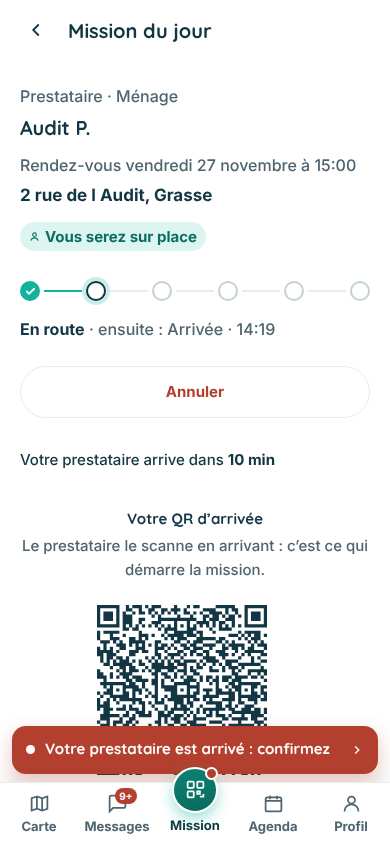 Mission du jour
Prestataire · Ménage
Audit P.
Rendez-vous vendredi 27 novembre à 15:00
2 rue de l Audit, Grasse
Vous serez sur place
En route · ensuite : Arrivée · 14:19
Annuler
Votre prestataire arrive dans 10 min
Votre QR d’arrivée
Le prestataire le scanne en arrivant : c’est ce qui
démarre la mission.
Votre prestataire est arrivé : confirmez
9+
Carte Messages Mission Agenda Profil